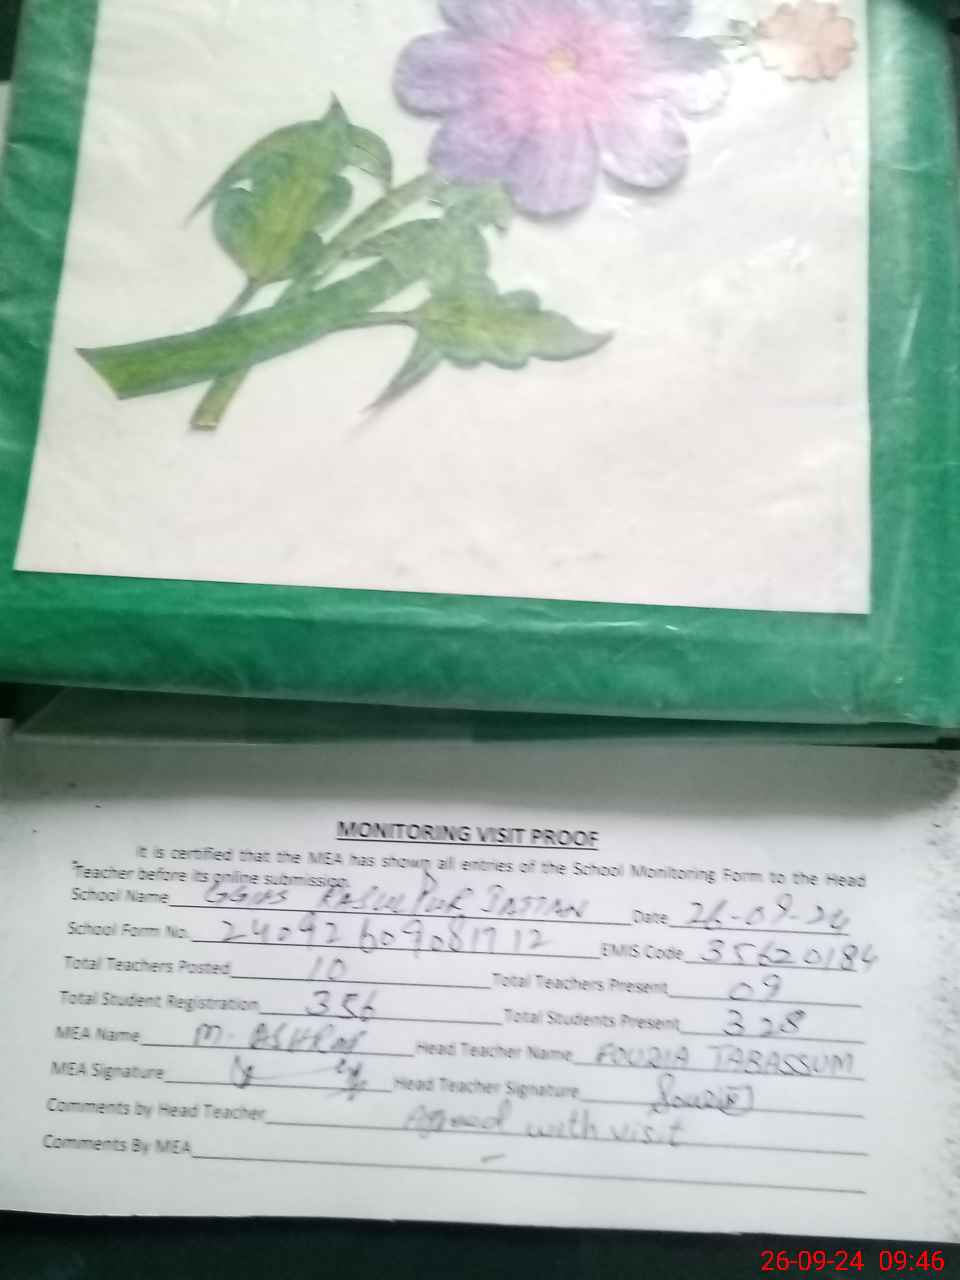 MONITORING VISIT PROOF
It is certified that the MEA has shown all entries of the School Monitoring Form to the Head
Teacher before its online submission.
School Name GGHS RASULPUR JATTAN Date 26-09-24
School Form No. 240926090817 12 EMIS Code 35620184
Total Teachers Posted 10 Total Teachers Present 09
Total Student Registration 356 Total Students Present 328
MEA Name M. ASHRAF Head Teacher Name FOUZIA TABASSUM
MEA Signature Head Teacher Signature Fouzia
Comments by Head Teacher Agreed with visit
Comments By MEA –
26-09-24 09:46